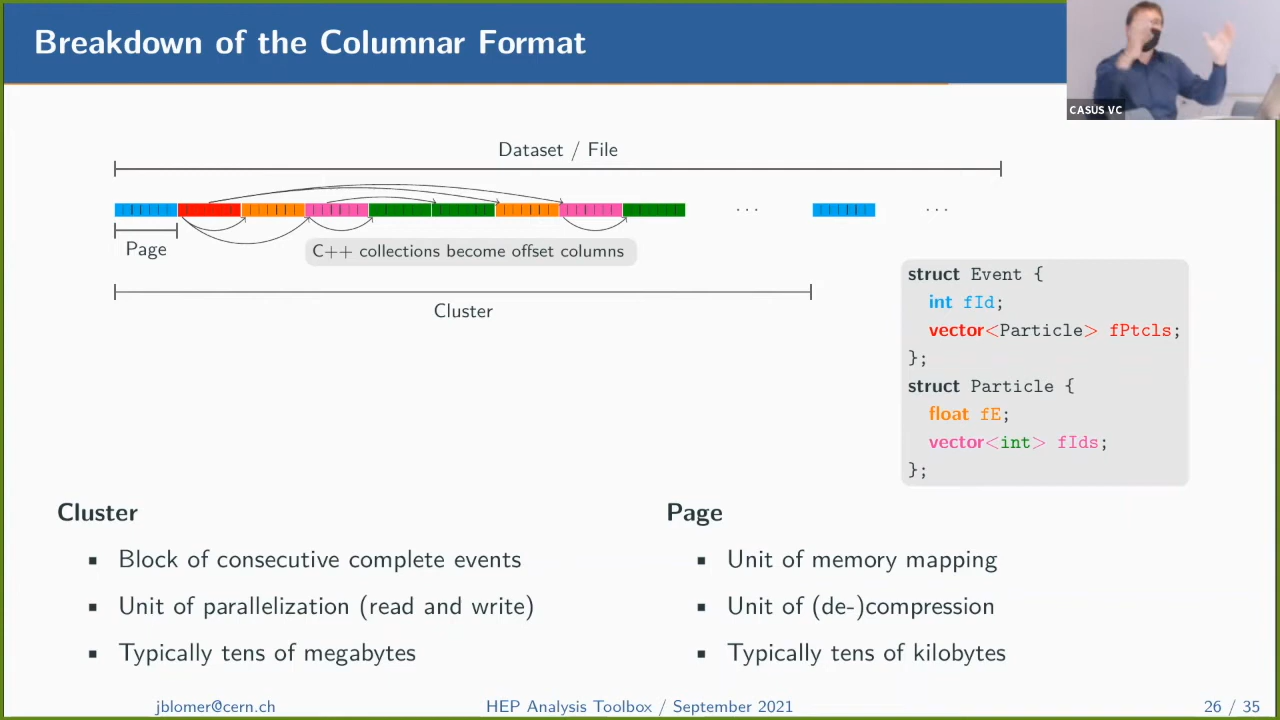 Breakdown of the Columnar Format
CASUS VC
Dataset / File
· · ·
· · ·
Page
C++ collections become offset columns
Cluster
struct Event {
int fId;
vector<Particle> fPtcls;
};
struct Particle {
float fE;
vector<int> fIds;
};
Cluster
▪ Block of consecutive complete events
▪ Unit of parallelization (read and write)
▪ Typically tens of megabytes
Page
▪ Unit of memory mapping
▪ Unit of (de-)compression
▪ Typically tens of kilobytes
jblomer@cern.ch
HEP Analysis Toolbox / September 2021
26 / 35